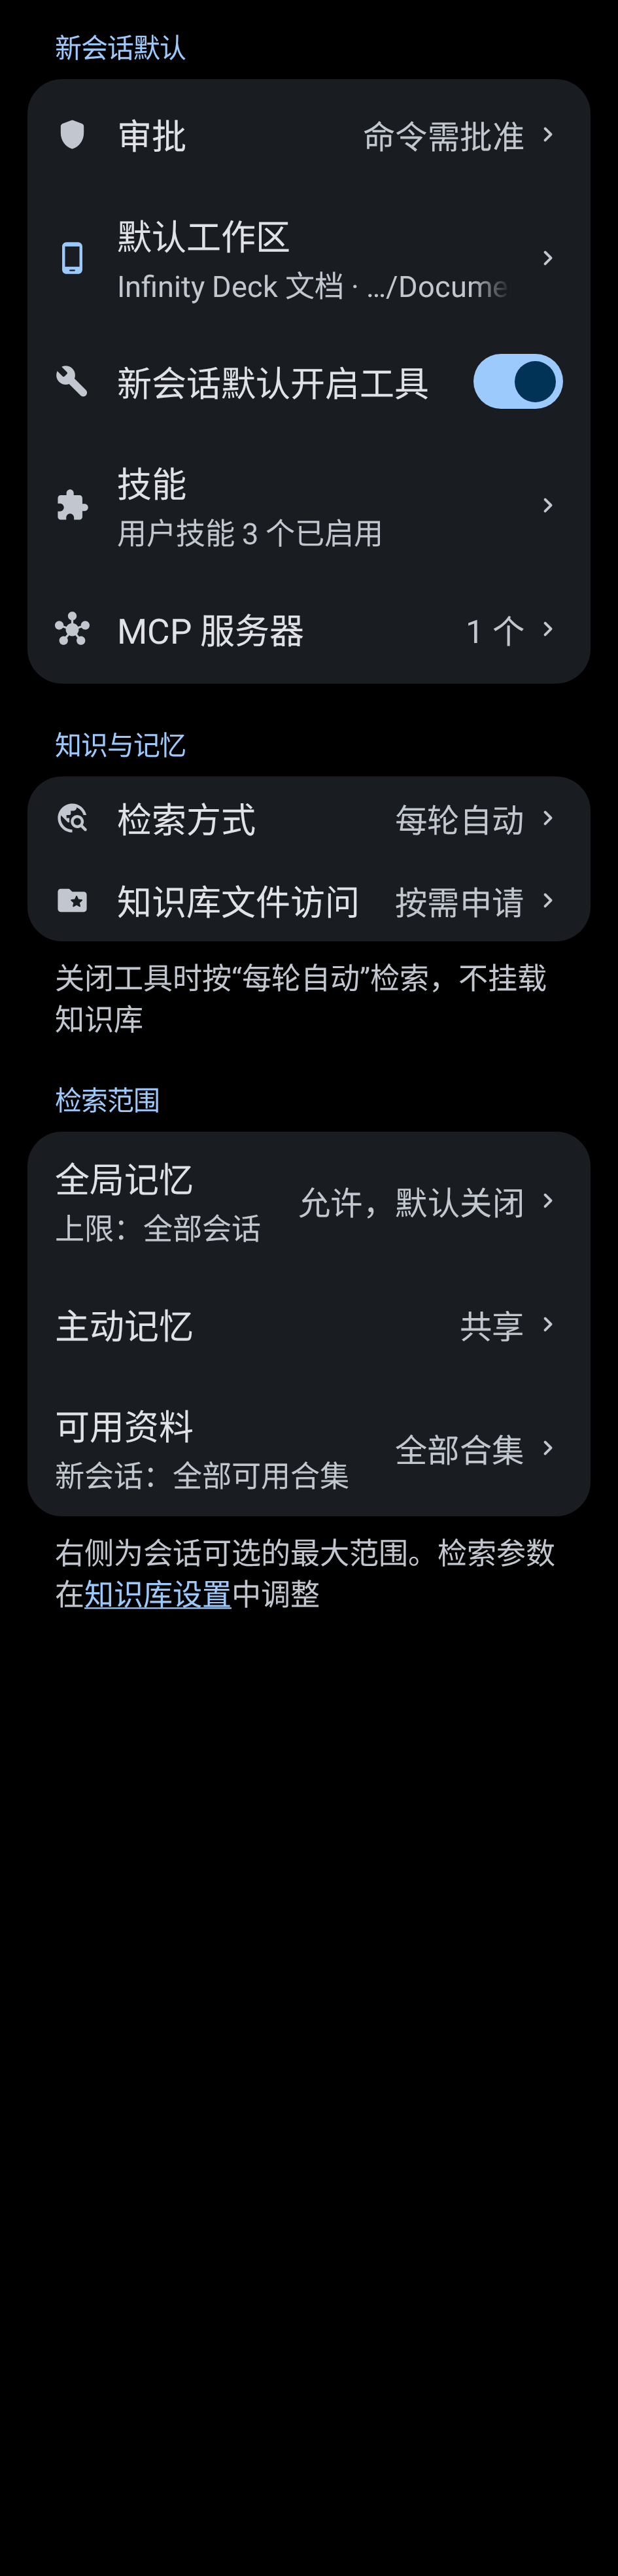 新会话默认
审批 命令需批准
默认工作区
Infinity Deck 文档 · …/Docume
新会话默认开启工具
技能
用户技能 3 个已启用
MCP 服务器 1 个
知识与记忆
检索方式 每轮自动
知识库文件访问 按需申请
关闭工具时按“每轮自动”检索，不挂载
知识库
检索范围
全局记忆 允许，默认关闭
上限：全部会话
主动记忆 共享
可用资料 全部合集
新会话：全部可用合集
右侧为会话可选的最大范围。检索参数
在知识库设置中调整